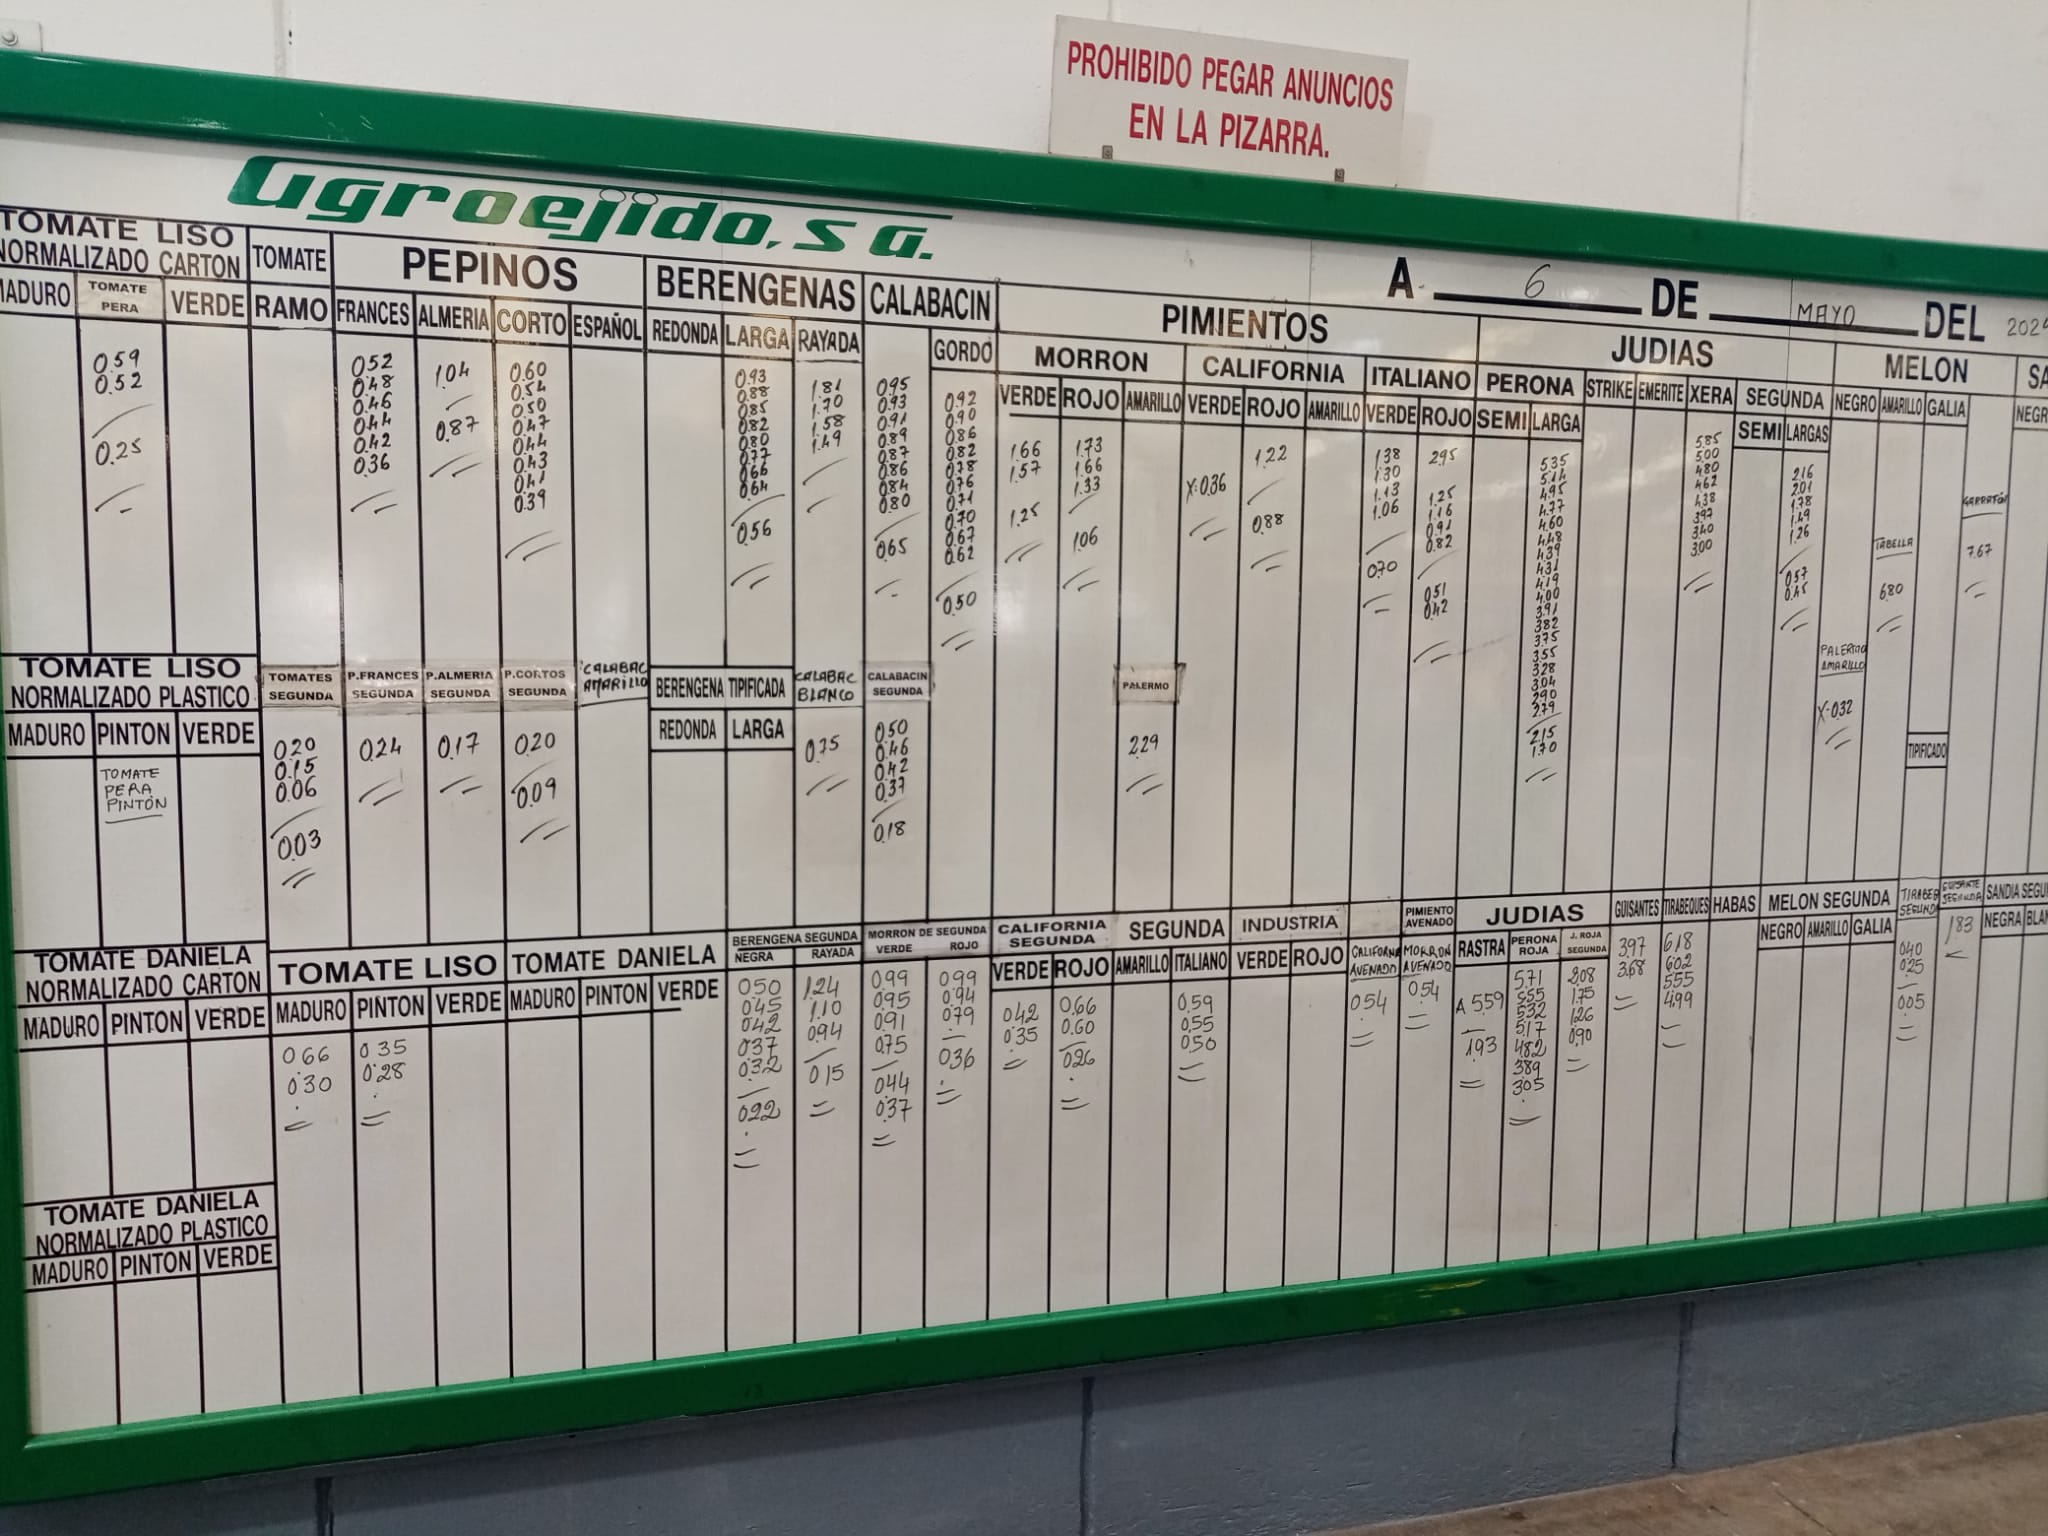 PROHIBIDO PEGAR ANUNCIOS
EN LA PIZARRA.
Agroejido, S A.
A 6 DE MAYO DEL
TOMATE LISO
NORMALIZADO CARTON
MADURO
TOMATE PERA
0.59
0.52
0.25
VERDE
TOMATE
RAMO
PEPINOS
FRANCES
0.52
0.48
0.46
0.44
0.42
0.36
ALMERIA
1.04
0.87
CORTO
0.60
0.54
0.50
0.47
0.44
0.43
0.41
0.39
ESPAÑOL
BERENGENAS
REDONDA
LARGA
0.93
0.88
0.85
0.82
0.80
0.77
0.66
0.64
0.56
RAYADA
1.81
1.70
1.58
1.49
CALABACIN
0.95
0.93
0.91
0.89
0.87
0.86
0.84
0.80
0.65
GORDO
0.92
0.90
0.86
0.82
0.78
0.76
0.71
0.70
0.67
0.62
0.50
PIMIENTOS
MORRON
VERDE
1.66
1.57
1.25
ROJO
1.73
1.66
1.33
1.06
AMARILLO
CALIFORNIA
VERDE
X-0.36
ROJO
1.22
0.88
AMARILLO
ITALIANO
VERDE
1.38
1.30
1.13
1.06
0.70
ROJO
2.95
1.25
1.16
0.91
0.82
0.51
0.42
JUDIAS
PERONA
SEMI
LARGA
5.35
5.14
4.95
4.77
4.60
4.48
4.39
4.31
4.19
4.00
3.91
3.82
3.75
3.55
3.28
3.04
2.90
2.79
2.15
1.70
STRIKE
EMERITE
XERA
5.85
5.00
4.80
4.62
4.38
3.97
3.40
3.00
SEGUNDA
SEMI
LARGAS
2.16
2.01
1.78
1.49
1.26
0.57
0.45
MELON
NEGRO
AMARILLO
GALIA
TABELLA
6.80
GARRAFÓN
7.67
PALERMO
AMARILLO
X-0.32
TIPIFICADO
NEGR
TOMATE LISO
NORMALIZADO PLASTICO
MADURO
PINTON
TOMATE
PERA
PINTÓN
VERDE
TOMATES
SEGUNDA
0.20
0.15
0.06
0.03
P.FRANCES
SEGUNDA
0.24
P.ALMERIA
SEGUNDA
0.17
P.CORTOS
SEGUNDA
0.20
0.09
CALABAC
AMARILLO
BERENGENA TIPIFICADA
REDONDA
LARGA
CALABAC
BLANCO
0.75
CALABACIN
SEGUNDA
0.50
0.46
0.42
0.37
0.18
PALERMO
2.29
TOMATE DANIELA
NORMALIZADO CARTON
MADURO PINTON VERDE
TOMATE LISO
MADURO
0.66
0.30
PINTON
0.35
0.28
VERDE
TOMATE DANIELA
MADURO PINTON VERDE
BERENGENA SEGUNDA
NEGRA
0.50
0.45
0.42
0.37
0.32
0.22
RAYADA
1.24
1.10
0.94
0.15
MORRON DE SEGUNDA
VERDE
0.99
0.95
0.91
0.75
0.44
0.37
ROJO
0.99
0.94
0.79
0.36
CALIFORNIA
SEGUNDA
VERDE
0.42
0.35
ROJO
0.66
0.60
0.26
SEGUNDA
AMARILLO
ITALIANO
0.59
0.55
0.50
INDUSTRIA
VERDE ROJO
CALIFORNIA
AVENADO
0.54
PIMIENTO
AVENADO
MORRON
AVENADO
0.54
JUDIAS
RASTRA
A 5.59
1.93
PERONA
ROJA
5.71
5.55
5.32
5.17
4.82
3.89
3.05
J. ROJA
SEGUNDA
2.08
1.75
1.26
0.90
GUISANTES
3.97
3.68
TIRABEQUES
6.18
6.02
5.55
4.99
HABAS
MELON SEGUNDA
NEGRO AMARILLO GALIA
TIRABEQ
SEGUNDA
0.40
0.25
0.05
GUISANTE
SEGUNDA
1.83
SANDIA SEGU
NEGRA BLAN
TOMATE DANIELA
NORMALIZADO PLASTICO
MADURO PINTON VERDE